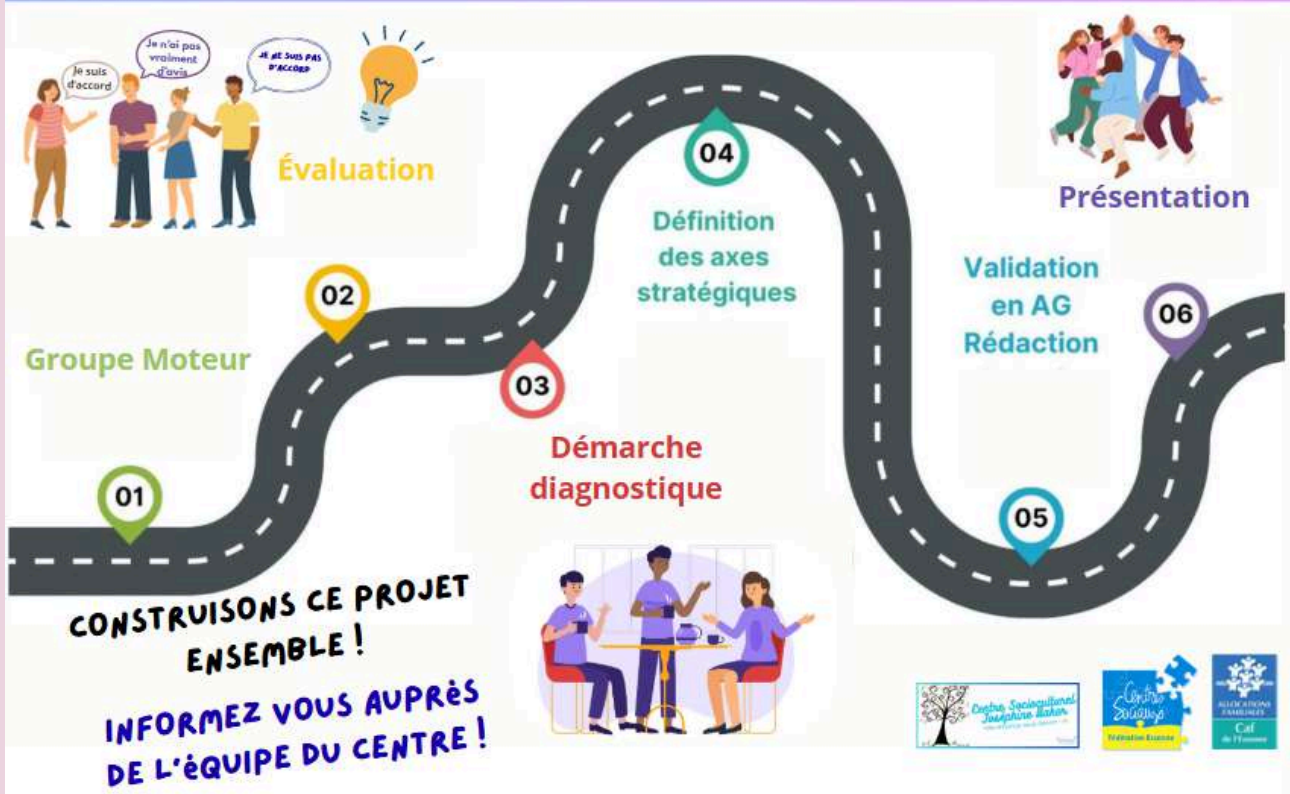 Je suis
d'accord
Je n'ai pas
vraiment
d'avis
JE NE SUIS PAS
D'ACCORD
Évaluation
Présentation
04
Définition
des axes
stratégiques
Validation
en AG
Rédaction
02
06
Groupe Moteur
03
Démarche
diagnostique
01
05
CONSTRUISONS CE PROJET
ENSEMBLE !
INFORMEZ VOUS AUPRÈS
DE L'ÉQUIPE DU CENTRE !
Centre Socioculturel
Joséphine Baker
Centres
Sociaux
Fédération Essonne
ALLOCATIONS
FAMILIALES
Caf
de l'Essonne